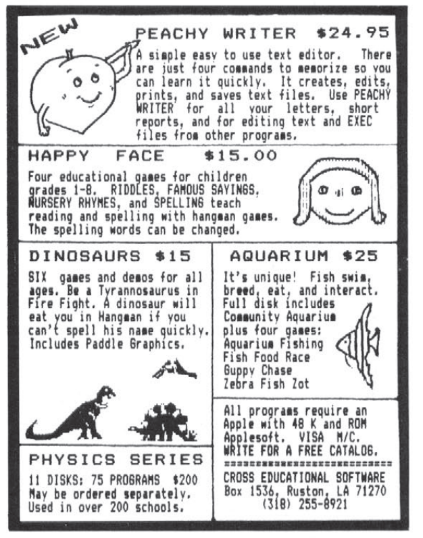 NEW
PEACHY WRITER $24.95
A simple easy to use text editor. There
are just four commands to memorize so you
can learn it quickly. It creates, edits,
prints, and saves text files. Use PEACHY
WRITER for all your letters, short
reports, and for editing text and EXEC
files from other programs.
HAPPY FACE $15.00
Four educational games for children
grades 1-8. RIDDLES, FAMOUS SAYINGS,
NURSERY RHYMES, and SPELLING teach
reading and spelling with hangman games.
The spelling words can be changed.
DINOSAURS $15
SIX games and demos for all
ages. Be a Tyrannosaurus in
Fire Fight. A dinosaur will
eat you in Hangman if you
can't spell his name quickly.
Includes Paddle Graphics.
AQUARIUM $25
It's unique! Fish swim,
breed, eat, and interact.
Full disk includes
Community Aquarium
plus four games:
Aquarium Fishing
Fish Food Race
Guppy Chase
Zebra Fish Zot
PHYSICS SERIES
11 DISKS: 75 PROGRAMS $200
May be ordered separately.
Used in over 200 schools.
All programs require an
Apple with 48 K and ROM
Applesoft. VISA M/C.
WRITE FOR A FREE CATALOG.
CROSS EDUCATIONAL SOFTWARE
Box 1536, Ruston, LA 71270
(318) 255-8921